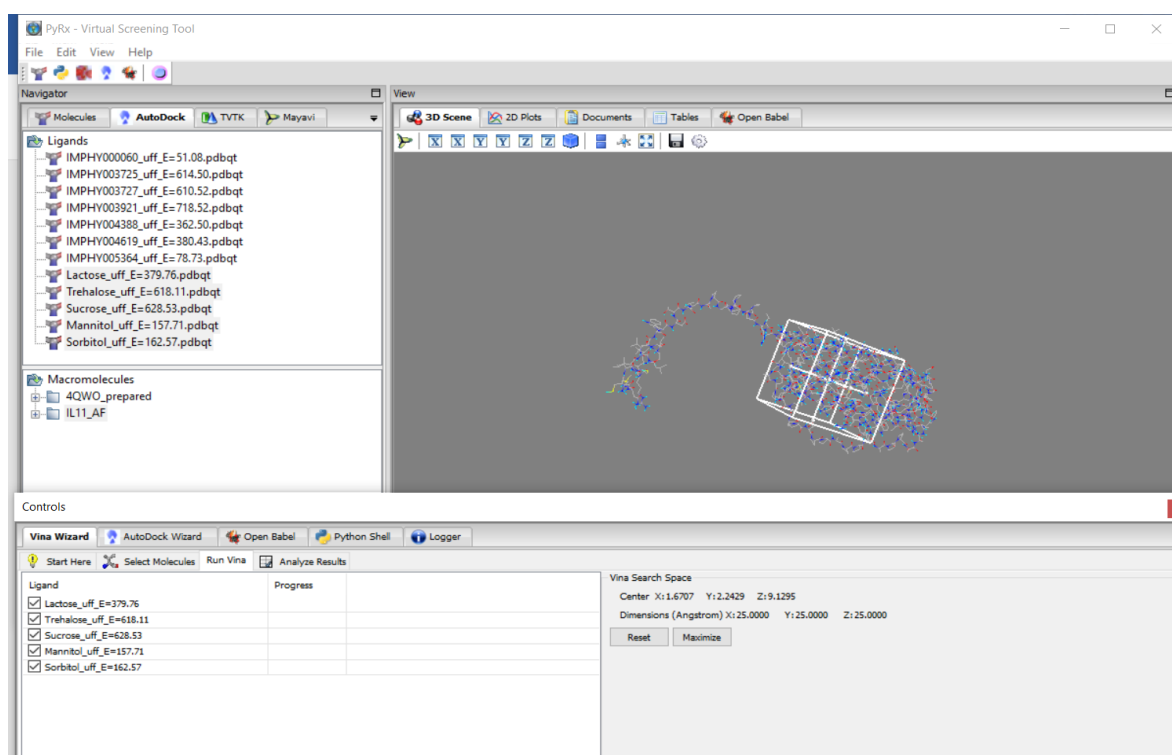 PyRx - Virtual Screening Tool
File Edit View Help
Navigator
View
Molecules AutoDock TVTK Mayavi
3D Scene 2D Plots Documents Tables Open Babel
X X Y Y Z Z
Ligands
IMPHY000060_uff_E=51.08.pdbqt
IMPHY003725_uff_E=614.50.pdbqt
IMPHY003727_uff_E=610.52.pdbqt
IMPHY003921_uff_E=718.52.pdbqt
IMPHY004388_uff_E=362.50.pdbqt
IMPHY004619_uff_E=380.43.pdbqt
IMPHY005364_uff_E=78.73.pdbqt
Lactose_uff_E=379.76.pdbqt
Trehalose_uff_E=618.11.pdbqt
Sucrose_uff_E=628.53.pdbqt
Mannitol_uff_E=157.71.pdbqt
Sorbitol_uff_E=162.57.pdbqt
Macromolecules
4QWO_prepared
IL11_AF
Controls
Vina Wizard AutoDock Wizard Open Babel Python Shell Logger
Start Here Select Molecules Run Vina Analyze Results
Ligand Progress
Lactose_uff_E=379.76
Trehalose_uff_E=618.11
Sucrose_uff_E=628.53
Mannitol_uff_E=157.71
Sorbitol_uff_E=162.57
Vina Search Space
Center X:1.6707 Y:2.2429 Z:9.1295
Dimensions (Angstrom) X:25.0000 Y:25.0000 Z:25.0000
Reset Maximize